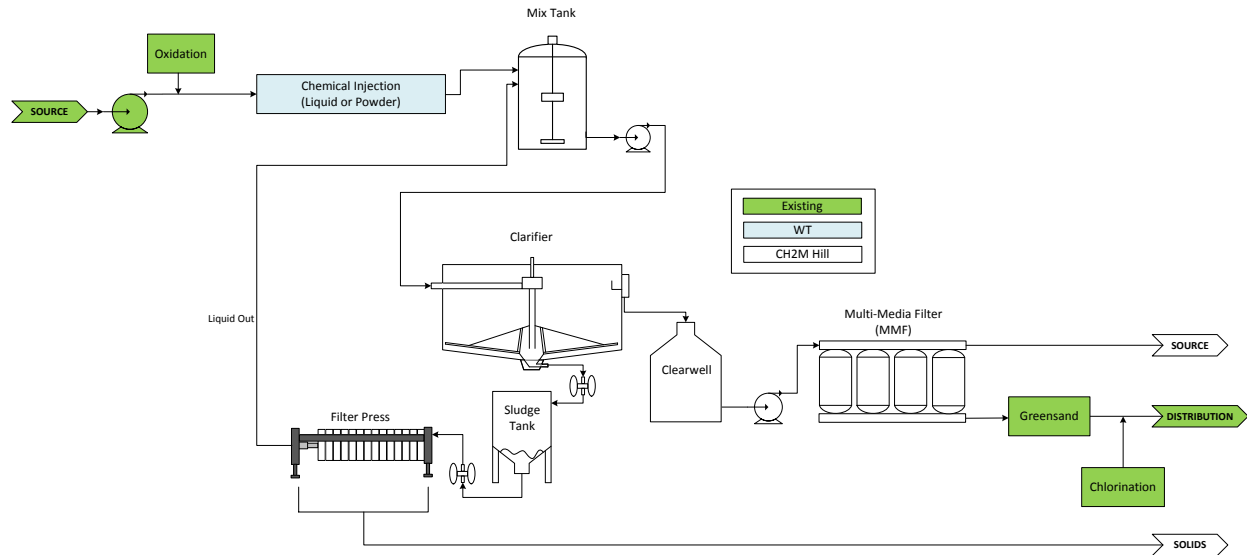 Mix Tank
Oxidation
Chemical Injection
(Liquid or Powder)
SOURCE
Existing
WT
CH2M Hill
Clarifier
Liquid Out
Multi-Media Filter
(MMF)
SOURCE
Clearwell
Filter Press
Sludge
Tank
Greensand
DISTRIBUTION
Chlorination
SOLIDS